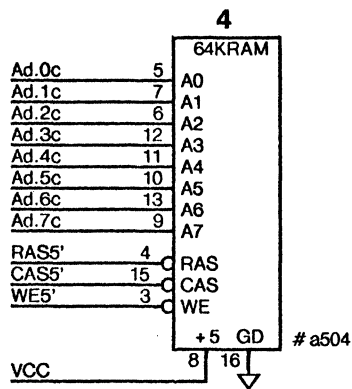 4
64KRAM
Ad.0c 5 A0
Ad.1c 7 A1
Ad.2c 6 A2
Ad.3c 12 A3
Ad.4c 11 A4
Ad.5c 10 A5
Ad.6c 13 A6
Ad.7c 9 A7
RAS5' 4 RAS
CAS5' 15 CAS
WE5' 3 WE
+5 GD # a504
8 16
VCC